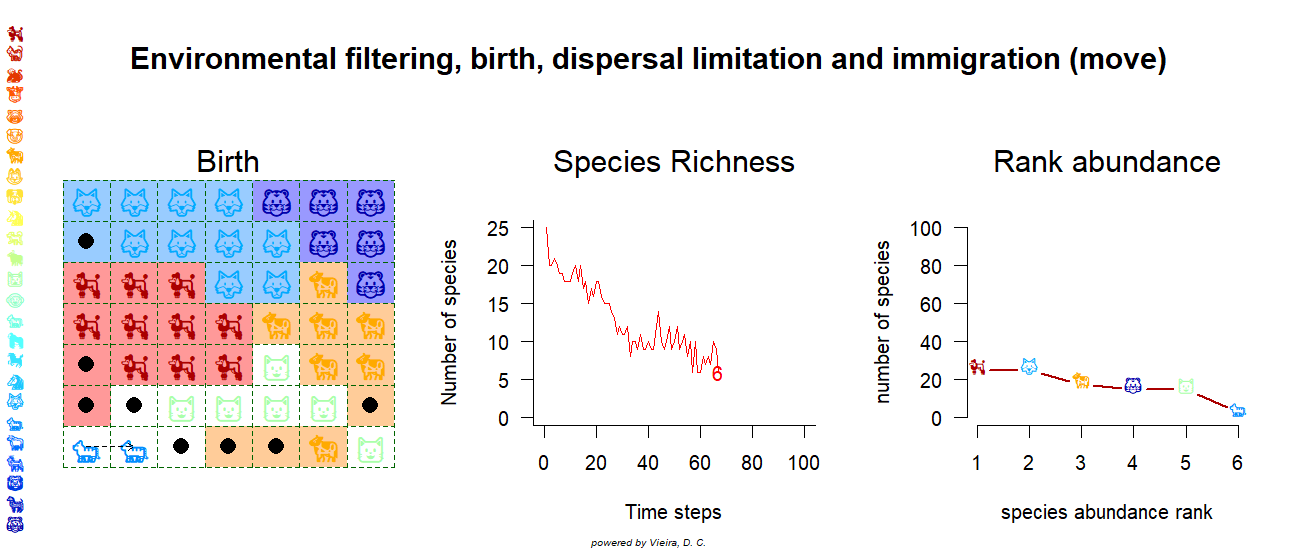 Environmental filtering, birth, dispersal limitation and immigration (move)
Birth
Species Richness
Number of species
25
20
15
10
5
0
6
0 20 40 60 80 100
Time steps
Rank abundance
number of species
100
80
60
40
20
0
1 2 3 4 5 6
species abundance rank
powered by Vieira, D. C.